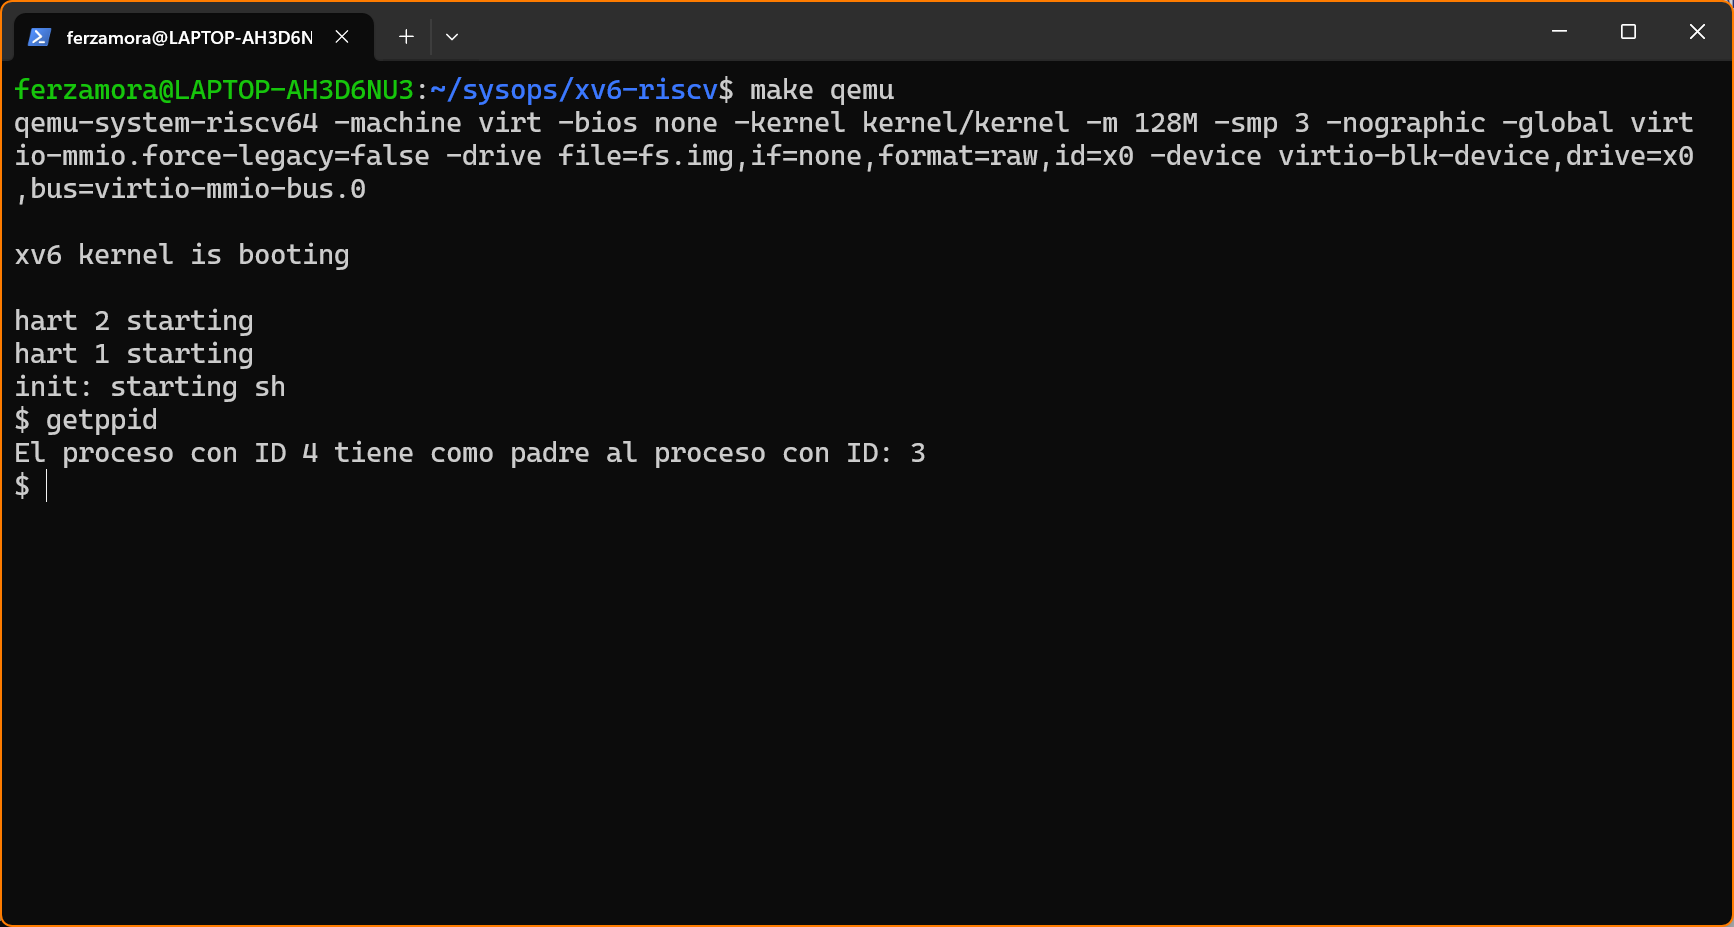 ferzamora@LAPTOP-AH3D6N
ferzamora@LAPTOP-AH3D6NU3:~/sysops/xv6-riscv$ make qemu
qemu-system-riscv64 -machine virt -bios none -kernel kernel/kernel -m 128M -smp 3 -nographic -global virt
io-mmio.force-legacy=false -drive file=fs.img,if=none,format=raw,id=x0 -device virtio-blk-device,drive=x0
,bus=virtio-mmio-bus.0
xv6 kernel is booting
hart 2 starting
hart 1 starting
init: starting sh
$ getppid
El proceso con ID 4 tiene como padre al proceso con ID: 3
$